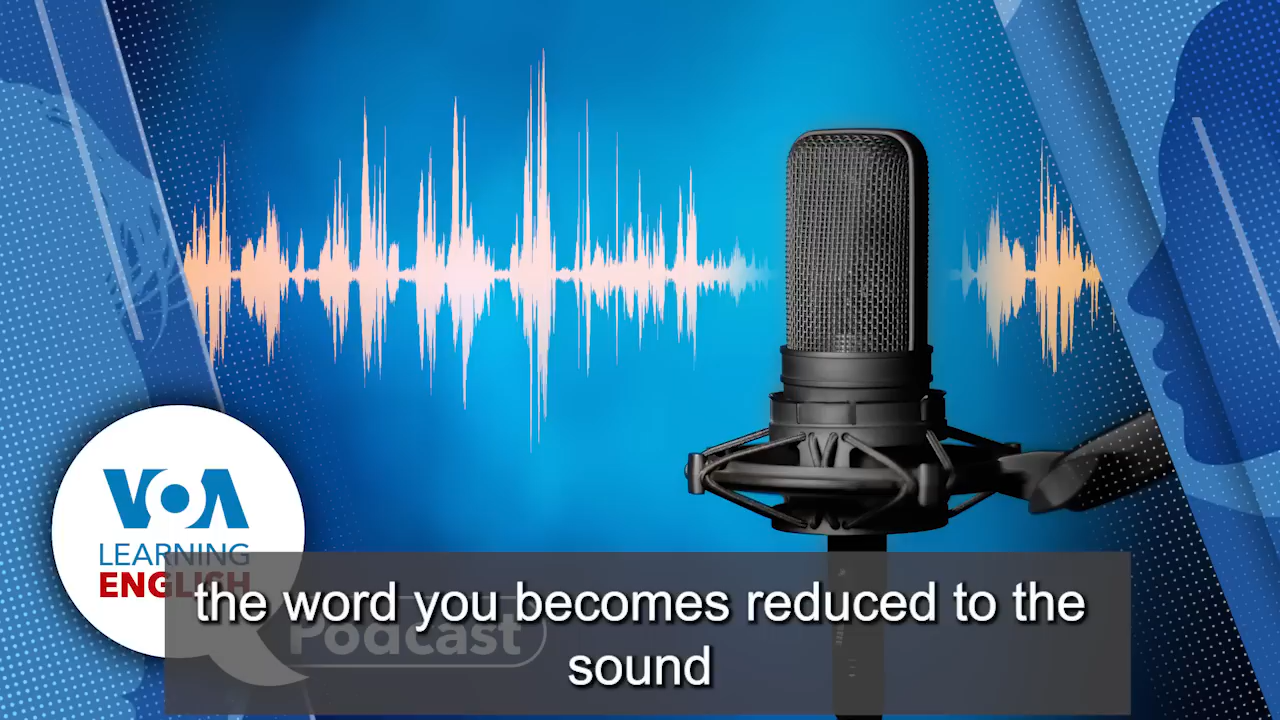 VOA
LEARNING
ENGLISH
Podcast
the word you becomes reduced to the
sound